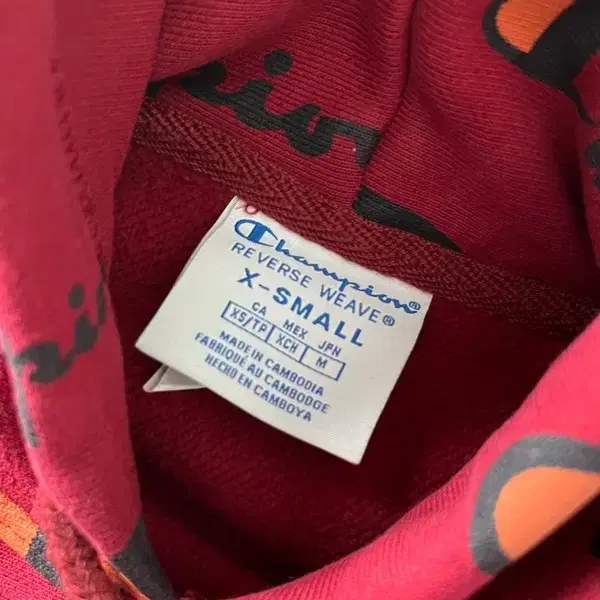 Champion®
REVERSE WEAVE®
X-SMALL
CA MEX JPN
XS/TP XCH M
MADE IN CAMBODIA
FABRIQUÉ AU CAMBODGE
HECHO EN CAMBOYA